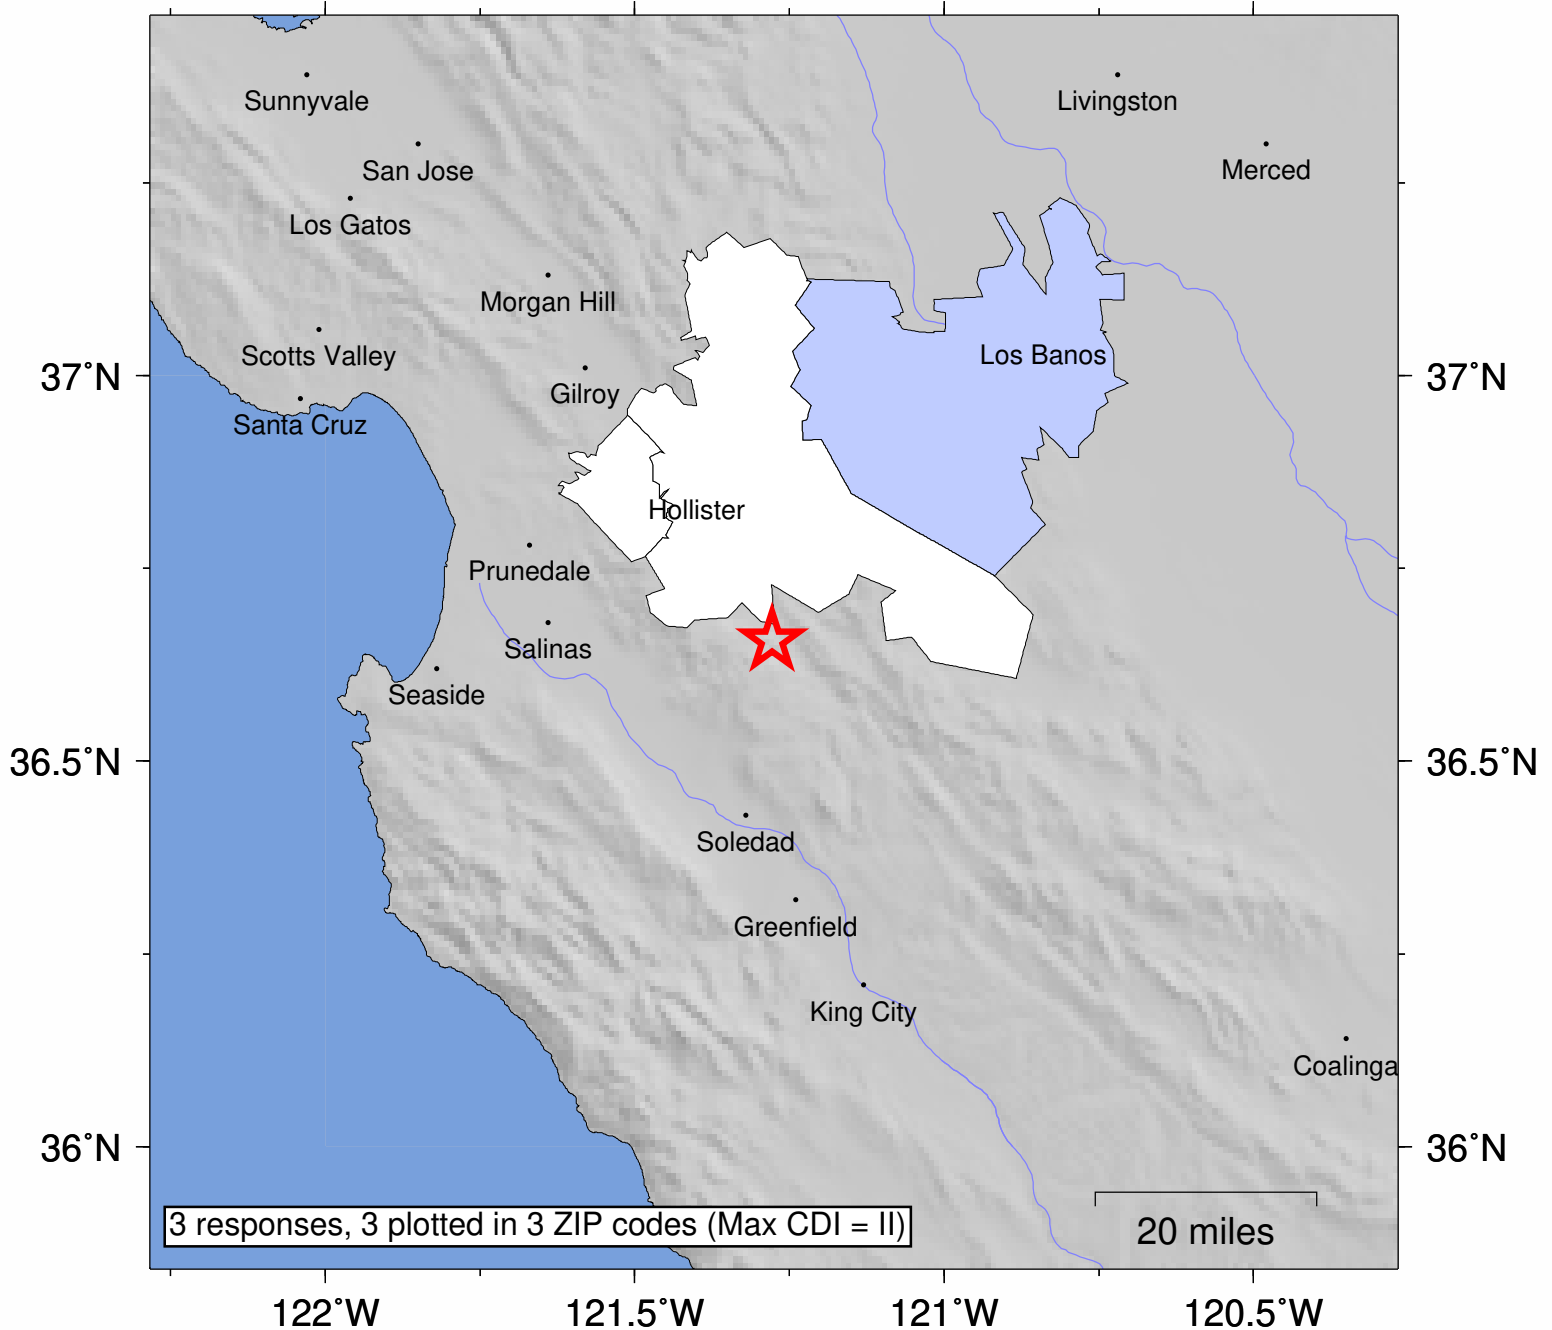 Sunnyvale
Livingston
San Jose
Merced
Los Gatos
Morgan Hill
Scotts Valley
Los Banos
37°N
37°N
Gilroy
Santa Cruz
Hollister
Prunedale
Salinas
Seaside
36.5°N
36.5°N
Soledad
Greenfield
King City
Coalinga
36°N
36°N
3 responses, 3 plotted in 3 ZIP codes (Max CDI = II)
20 miles
122°W
121.5°W
121°W
120.5°W